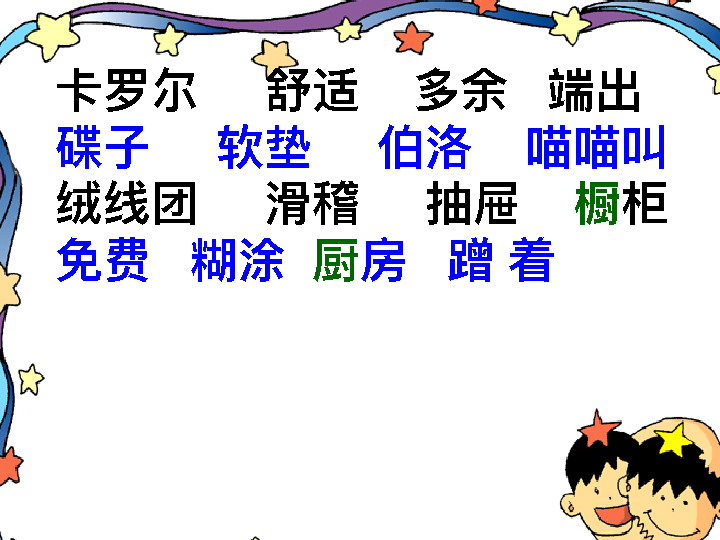 卡罗尔 舒适 多余 端出
碟子 软垫 伯洛 喵喵叫
绒线团 滑稽 抽屉 橱柜
免费 糊涂 厨房 蹭 着